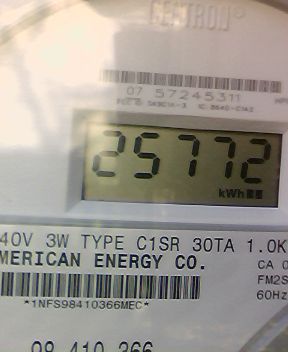 CENTRON®
07 57245311
25772
kWh
40V 3W TYPE C1SR 30TA 1.0K
MERICAN ENERGY CO.
CA 0
FM2S
60Hz
*1NFS98410366MEC*
98 410 366